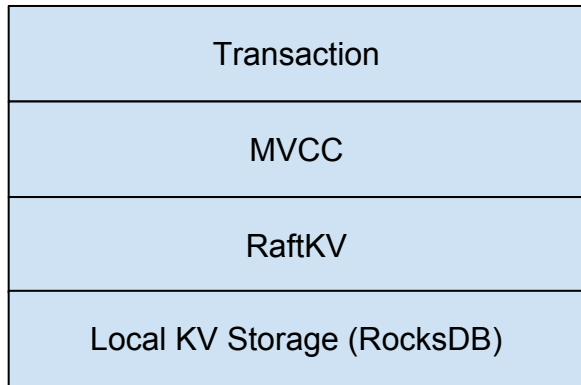 Transaction
MVCC
RaftKV
Local KV Storage (RocksDB)